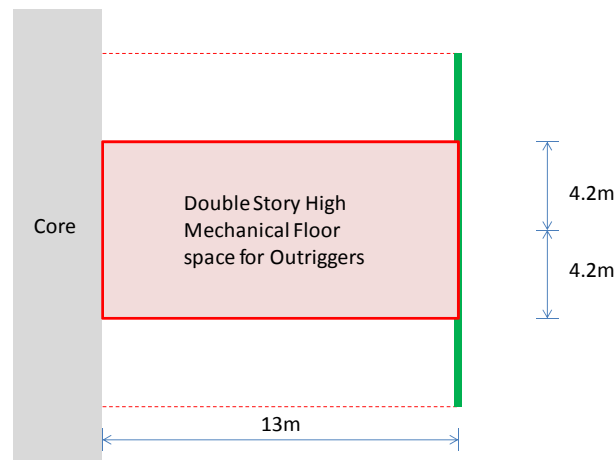 Core
Double Story High
Mechanical Floor
space for Outriggers
4.2m
4.2m
13m